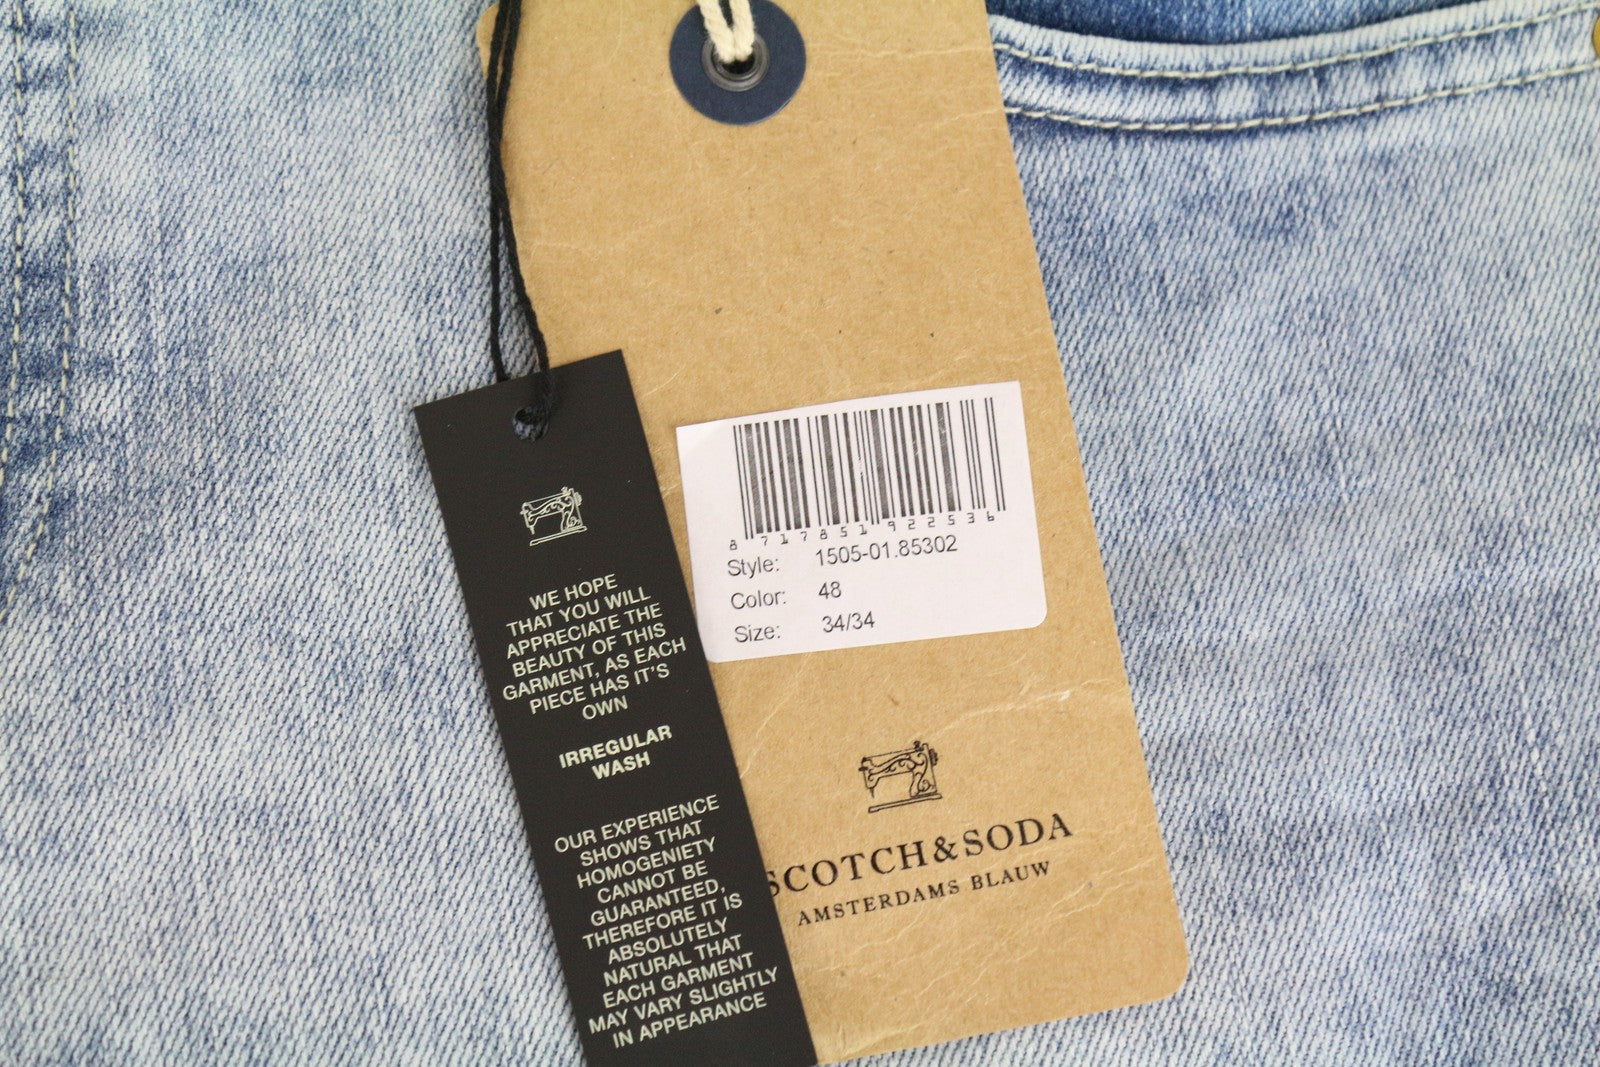 WE HOPE
THAT YOU WILL
APPRECIATE THE
BEAUTY OF THIS
GARMENT, AS EACH
PIECE HAS IT'S
OWN
IRREGULAR
WASH
OUR EXPERIENCE
SHOWS THAT
HOMOGENIETY
CANNOT BE
GUARANTEED,
THEREFORE IT IS
ABSOLUTELY
NATURAL THAT
EACH GARMENT
MAY VARY SLIGHTLY
IN APPEARANCE
8 717851 922536
Style: 1505-01.85302
Color: 48
Size: 34/34
SCOTCH&SODA
AMSTERDAMS BLAUW